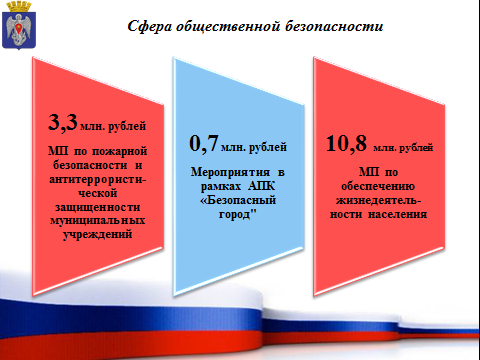 Сфера общественной безопасности
3,3 млн. рублей
МП по пожарной
безопасности и
антитеррористи-
ческой
защищенности
муниципальных
учреждений
0,7 млн. рублей
Мероприятия в
рамках АПК
«Безопасный
город"
10,8 млн. рублей
МП по
обеспечению
жизнедеятель-
ности населения